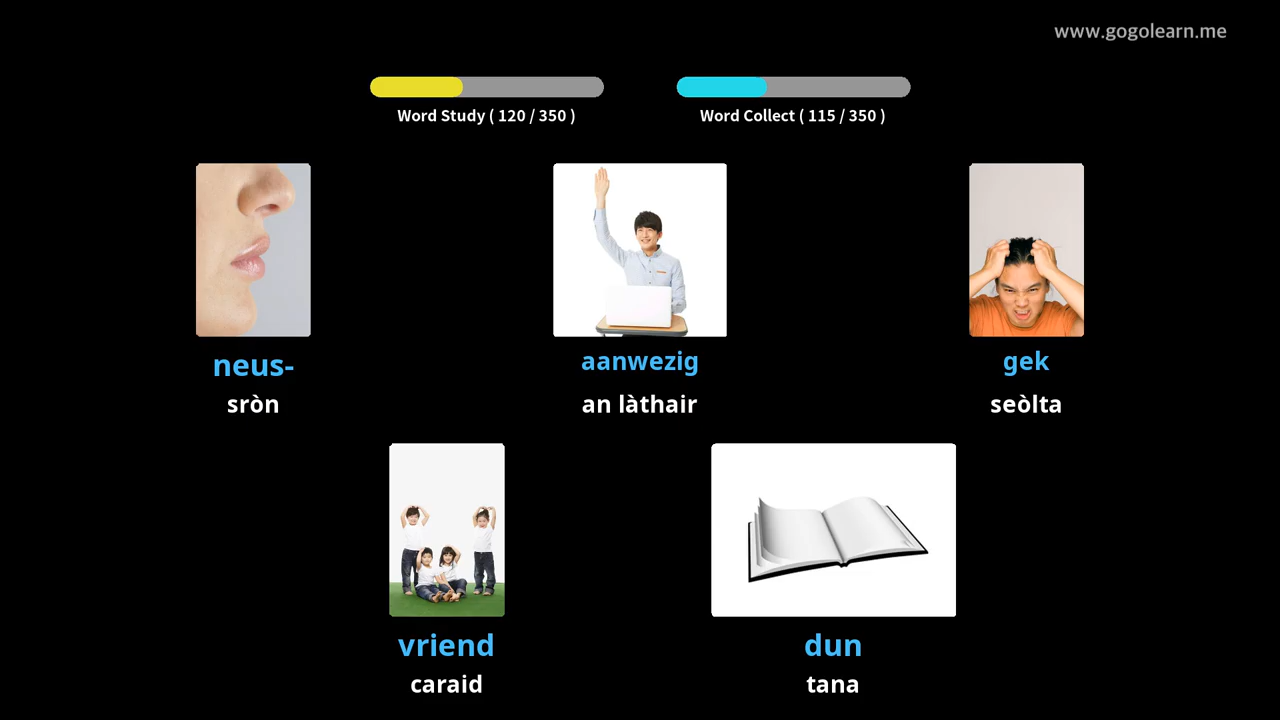 www.gogolearn.me
Word Study ( 120 / 350 )
Word Collect ( 115 / 350 )
neus-
sròn
aanwezig
an làthair
gek
seòlta
vriend
caraid
dun
tana